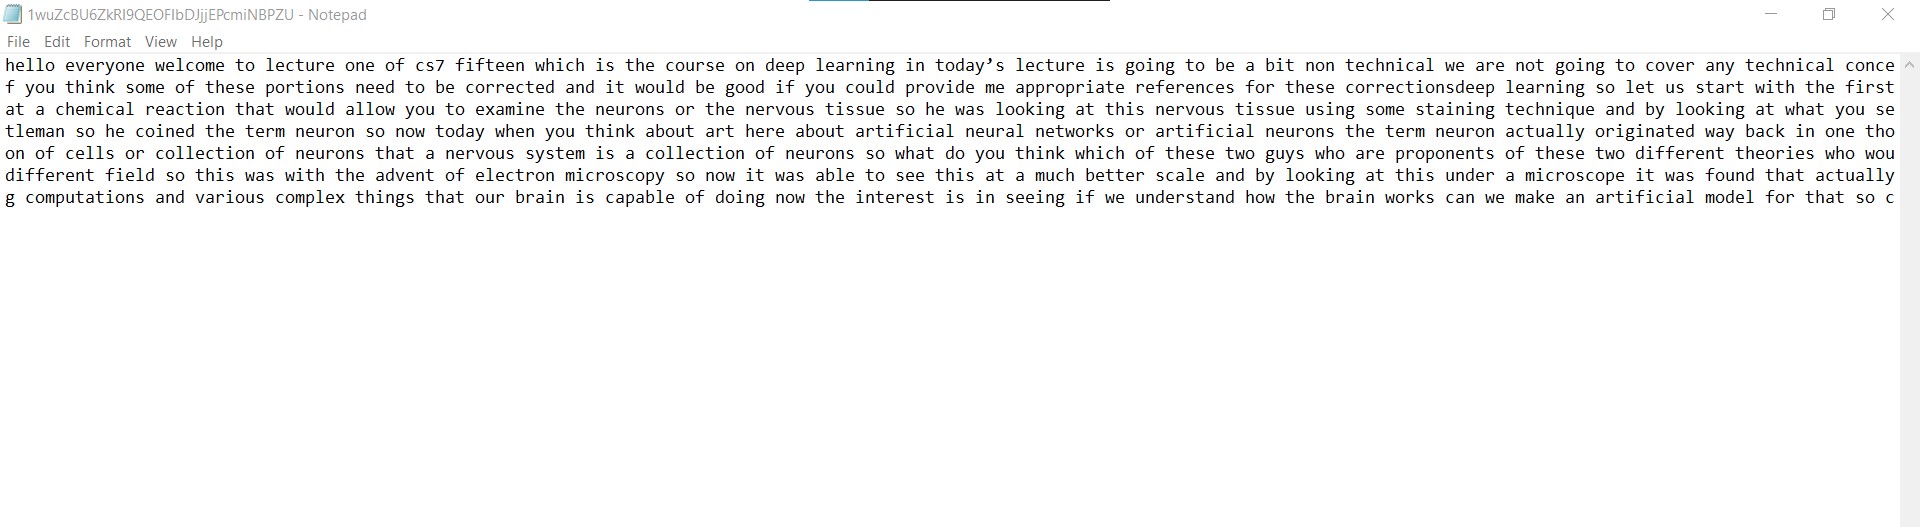 1wuZcBU6ZkRI9QEOFIbDJjjEPcmiNBPZU - Notepad
File Edit Format View Help
hello everyone welcome to lecture one of cs7 fifteen which is the course on deep learning in today’s lecture is going to be a bit non technical we are not going to cover any technical conce
f you think some of these portions need to be corrected and it would be good if you could provide me appropriate references for these correctionsdeep learning so let us start with the first
at a chemical reaction that would allow you to examine the neurons or the nervous tissue so he was looking at this nervous tissue using some staining technique and by looking at what you se
tleman so he coined the term neuron so now today when you think about art here about artificial neural networks or artificial neurons the term neuron actually originated way back in one tho
on of cells or collection of neurons that a nervous system is a collection of neurons so what do you think which of these two guys who are proponents of these two different theories who wou
different field so this was with the advent of electron microscopy so now it was able to see this at a much better scale and by looking at this under a microscope it was found that actually
g computations and various complex things that our brain is capable of doing now the interest is in seeing if we understand how the brain works can we make an artificial model for that so c